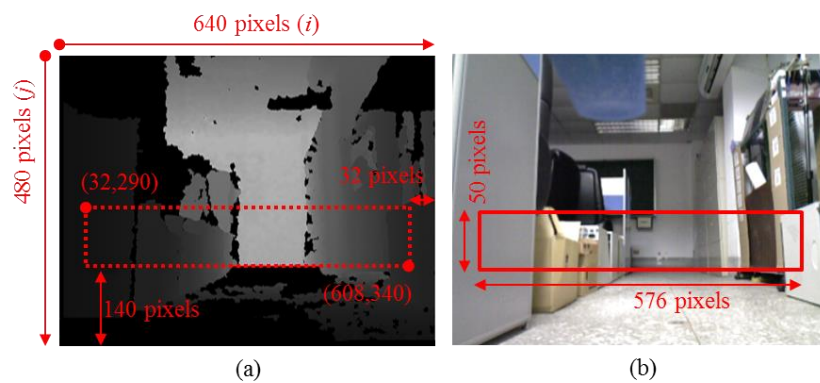 640 pixels (i)
480 pixels (j)
(32,290)
32 pixels
(608,340)
140 pixels
50 pixels
576 pixels
(a)
(b)